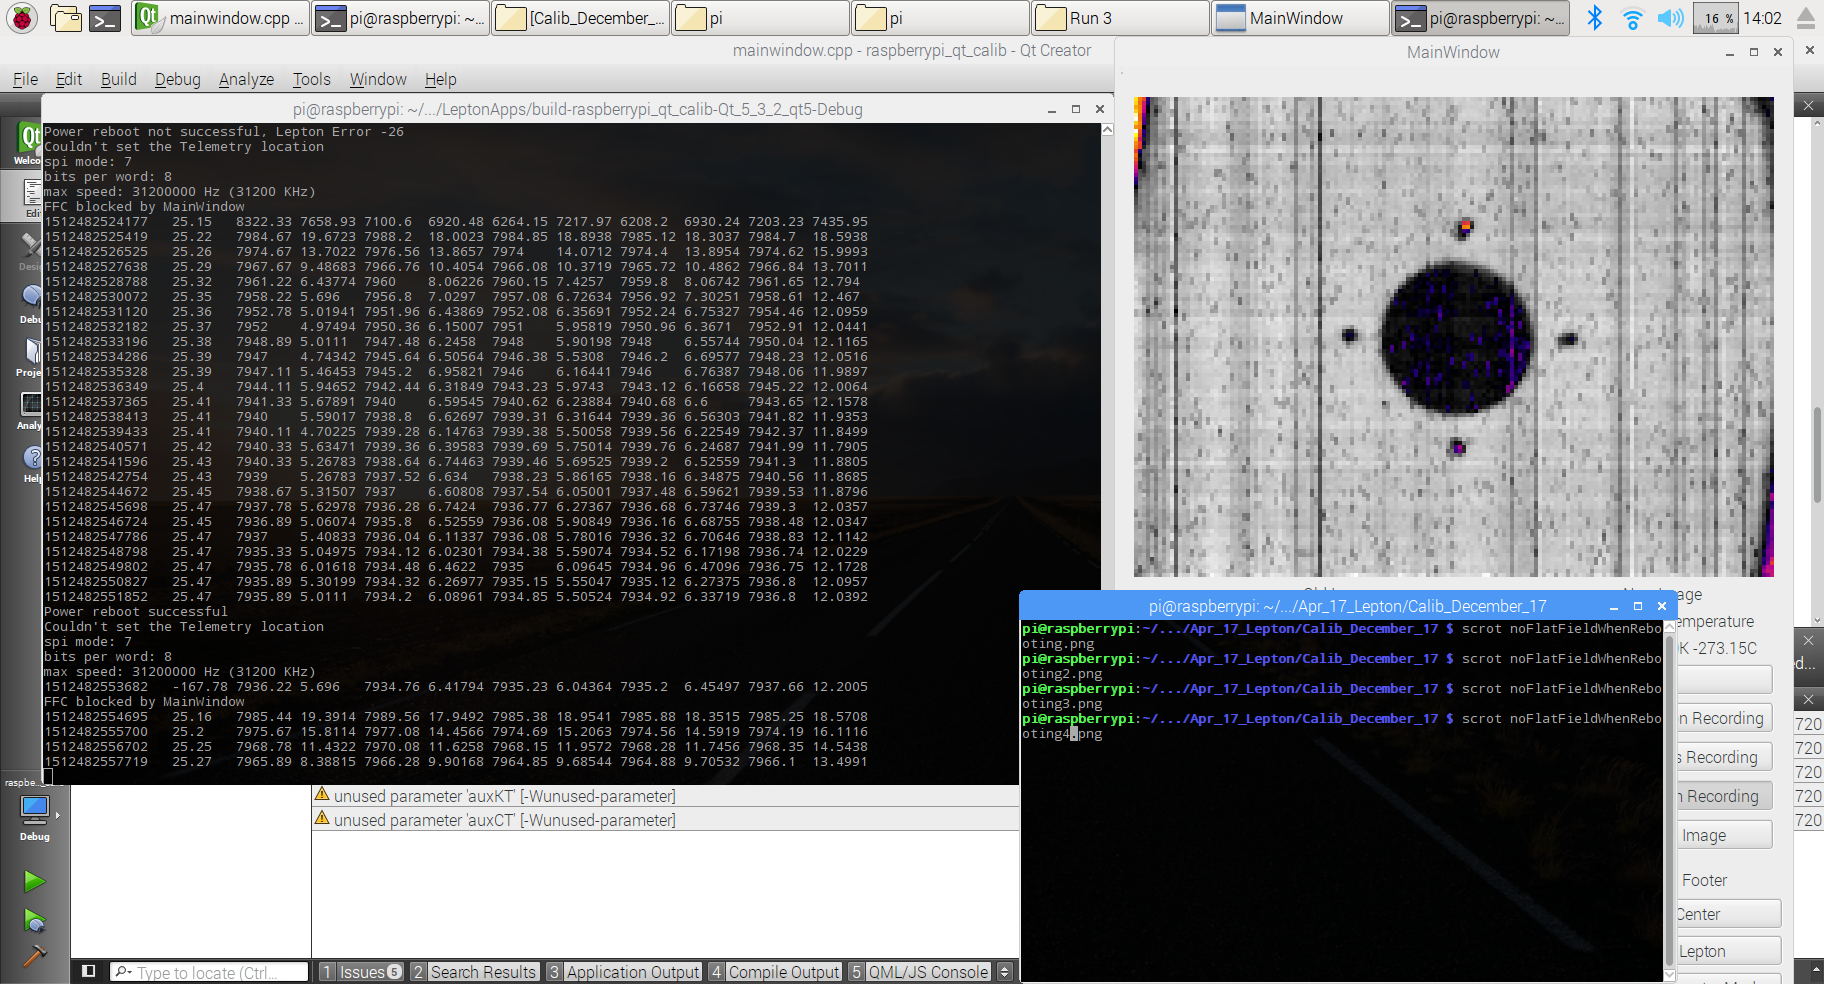 mainwindow.cpp ...
pi@raspberrypi: ~...
[Calib_December_...
pi
pi
Run 3
MainWindow
pi@raspberrypi: ~...
16 %
14:02
mainwindow.cpp - raspberrypi_qt_calib - Qt Creator
File Edit Build Debug Analyze Tools Window Help
pi@raspberrypi: ~/.../LeptonApps/build-raspberrypi_qt_calib-Qt_5_3_2_qt5-Debug
Power reboot not successful, Lepton Error -26
Couldn't set the Telemetry location
spi mode: 7
bits per word: 8
max speed: 31200000 Hz (31200 KHz)
FFC blocked by MainWindow
1512482524177 25.15 8322.33 7658.93 7100.6 6920.48 6264.15 7217.97 6208.2 6930.24 7203.23 7435.95
1512482525419 25.22 7984.67 19.6723 7988.2 18.0023 7984.85 18.8938 7985.12 18.3037 7984.7 18.5938
1512482526525 25.26 7974.67 13.7022 7976.56 13.8657 7974 14.0712 7974.4 13.8954 7974.62 15.9993
1512482527638 25.29 7967.67 9.48683 7966.76 10.4054 7966.08 10.3719 7965.72 10.4862 7966.84 13.7011
1512482528788 25.32 7961.22 6.43774 7960 8.06226 7960.15 7.4257 7959.8 8.06742 7961.65 12.794
1512482530072 25.35 7958.22 5.696 7956.8 7.0297 7957.08 6.72634 7956.92 7.30251 7958.61 12.467
1512482531120 25.36 7952.78 5.01941 7951.96 6.43869 7952.08 6.35691 7952.24 6.75327 7954.46 12.0959
1512482532182 25.37 7952 4.97494 7950.36 6.15007 7951 5.95819 7950.96 6.3671 7952.91 12.0441
1512482533196 25.38 7948.89 5.0111 7947.48 6.2458 7948 5.90198 7948 6.55744 7950.04 12.1165
1512482534286 25.39 7947 4.74342 7945.64 6.50564 7946.38 5.5308 7946.2 6.69577 7948.23 12.0516
1512482535328 25.39 7947.11 5.46453 7945.2 6.95821 7946 6.16441 7946 6.76387 7948.06 11.9897
1512482536349 25.4 7944.11 5.94652 7942.44 6.31849 7943.23 5.9743 7943.12 6.16658 7945.22 12.0064
1512482537365 25.41 7941.33 5.67891 7940 6.59545 7940.62 6.23884 7940.68 6.6 7943.65 12.1578
1512482538413 25.41 7940 5.59017 7938.8 6.62697 7939.31 6.31644 7939.36 6.56303 7941.82 11.9353
1512482539433 25.41 7940.11 4.70225 7939.28 6.14763 7939.38 5.50058 7939.56 6.22549 7942.37 11.8499
1512482540571 25.42 7940.33 5.63471 7939.36 6.39583 7939.69 5.75014 7939.76 6.24687 7941.99 11.7905
1512482541596 25.43 7940.33 5.26783 7938.64 6.74463 7939.46 5.69525 7939.2 6.52559 7941.3 11.8805
1512482542754 25.43 7939 5.26783 7937.52 6.634 7938.23 5.86165 7938.16 6.34875 7940.56 11.8685
1512482544672 25.45 7938.67 5.31507 7937 6.60808 7937.54 6.05001 7937.48 6.59621 7939.53 11.8796
1512482545698 25.47 7937.78 5.62978 7936.28 6.7424 7936.77 6.27367 7936.68 6.73746 7939.3 12.0357
1512482546724 25.45 7936.89 5.06074 7935.8 6.52559 7936.08 5.90849 7936.16 6.68755 7938.48 12.0347
1512482547786 25.47 7937 5.40833 7936.04 6.11337 7936.08 5.78016 7936.32 6.70646 7938.83 12.1142
1512482548798 25.47 7935.33 5.04975 7934.12 6.02301 7934.38 5.59074 7934.52 6.17198 7936.74 12.0229
1512482549802 25.47 7935.78 6.01618 7934.48 6.4622 7935 6.09645 7934.96 6.47096 7936.75 12.1728
1512482550827 25.47 7935.89 5.30199 7934.32 6.26977 7935.15 5.55047 7935.12 6.27375 7936.8 12.0957
1512482551852 25.47 7935.89 5.0111 7934.2 6.08961 7934.85 5.50524 7934.92 6.33719 7936.8 12.0392
Power reboot successful
Couldn't set the Telemetry location
spi mode: 7
bits per word: 8
max speed: 31200000 Hz (31200 KHz)
1512482553682 -167.78 7936.22 5.696 7934.76 6.41794 7935.23 6.04364 7935.2 6.45497 7937.66 12.2005
FFC blocked by MainWindow
1512482554695 25.16 7985.44 19.3914 7989.56 17.9492 7985.38 18.9541 7985.88 18.3515 7985.25 18.5708
1512482555700 25.2 7975.67 15.8114 7977.08 14.4566 7974.69 15.2063 7974.56 14.5919 7974.19 16.1116
1512482556702 25.25 7968.78 11.4322 7970.08 11.6258 7968.15 11.9572 7968.28 11.7456 7968.35 14.5438
1512482557719 25.27 7965.89 8.38815 7966.28 9.90168 7964.85 9.68544 7964.88 9.70532 7966.1 13.4991
Qt
Welco
Edi
Desi
Debu
Proje
Analy
Help
raspbe...
Debug
unused parameter 'auxKT' [-Wunused-parameter]
unused parameter 'auxCT' [-Wunused-parameter]
Type to locate (Ctrl...
1 Issues 5
2 Search Results
3 Application Output
4 Compile Output
5 QML/JS Console
MainWindow
age
emperature
K -273.15C
n Recording
s Recording
n Recording
Image
Footer
Center
Lepton
ed...
720
720
720
720
720
pi@raspberrypi: ~/.../Apr_17_Lepton/Calib_December_17
pi@raspberrypi:~/.../Apr_17_Lepton/Calib_December_17 $ scrot noFlatFieldWhenRebo
oting.png
pi@raspberrypi:~/.../Apr_17_Lepton/Calib_December_17 $ scrot noFlatFieldWhenRebo
oting2.png
pi@raspberrypi:~/.../Apr_17_Lepton/Calib_December_17 $ scrot noFlatFieldWhenRebo
oting3.png
pi@raspberrypi:~/.../Apr_17_Lepton/Calib_December_17 $ scrot noFlatFieldWhenRebo
oting4.png